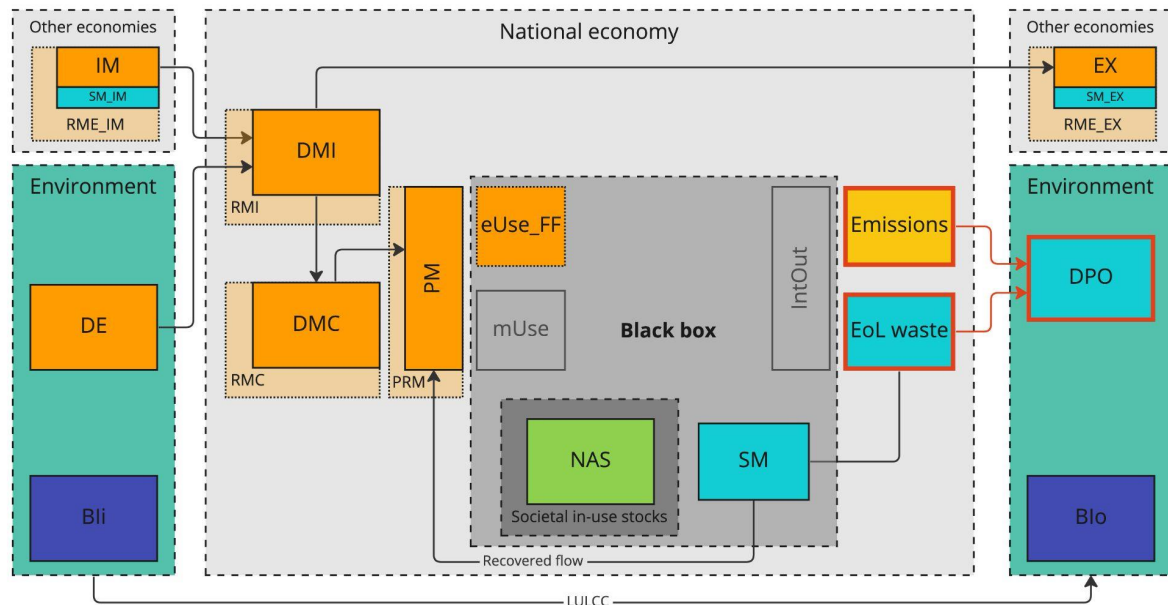 Other economies
IM
SM_IM
RME_IM
National economy
Other economies
EX
SM_EX
RME_EX
DMI
RMI
Environment
DE
BIi
DMC
RMC
PM
PRM
eUse_FF
mUse
Black box
IntOut
NAS
Societal in-use stocks
SM
Emissions
EoL waste
Environment
DPO
BIo
Recovered flow
LULCC